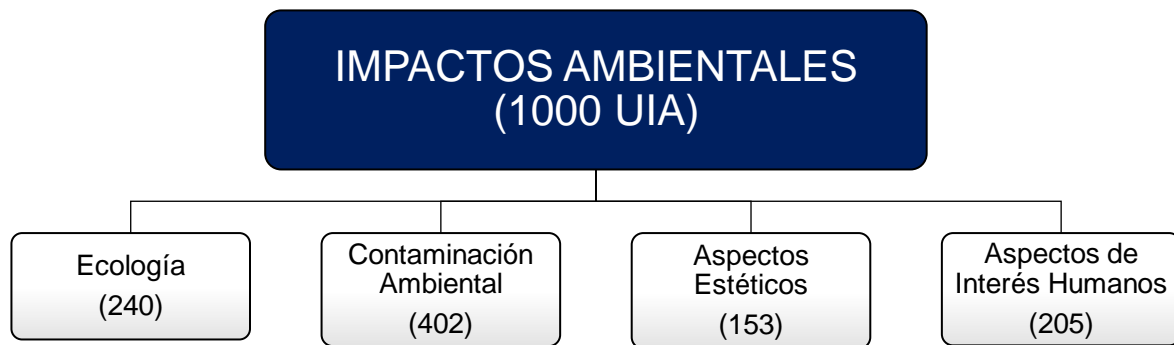 IMPACTOS AMBIENTALES
(1000 UIA)
Ecología
(240)
Contaminación
Ambiental
(402)
Aspectos
Estéticos
(153)
Aspectos de
Interés Humanos
(205)